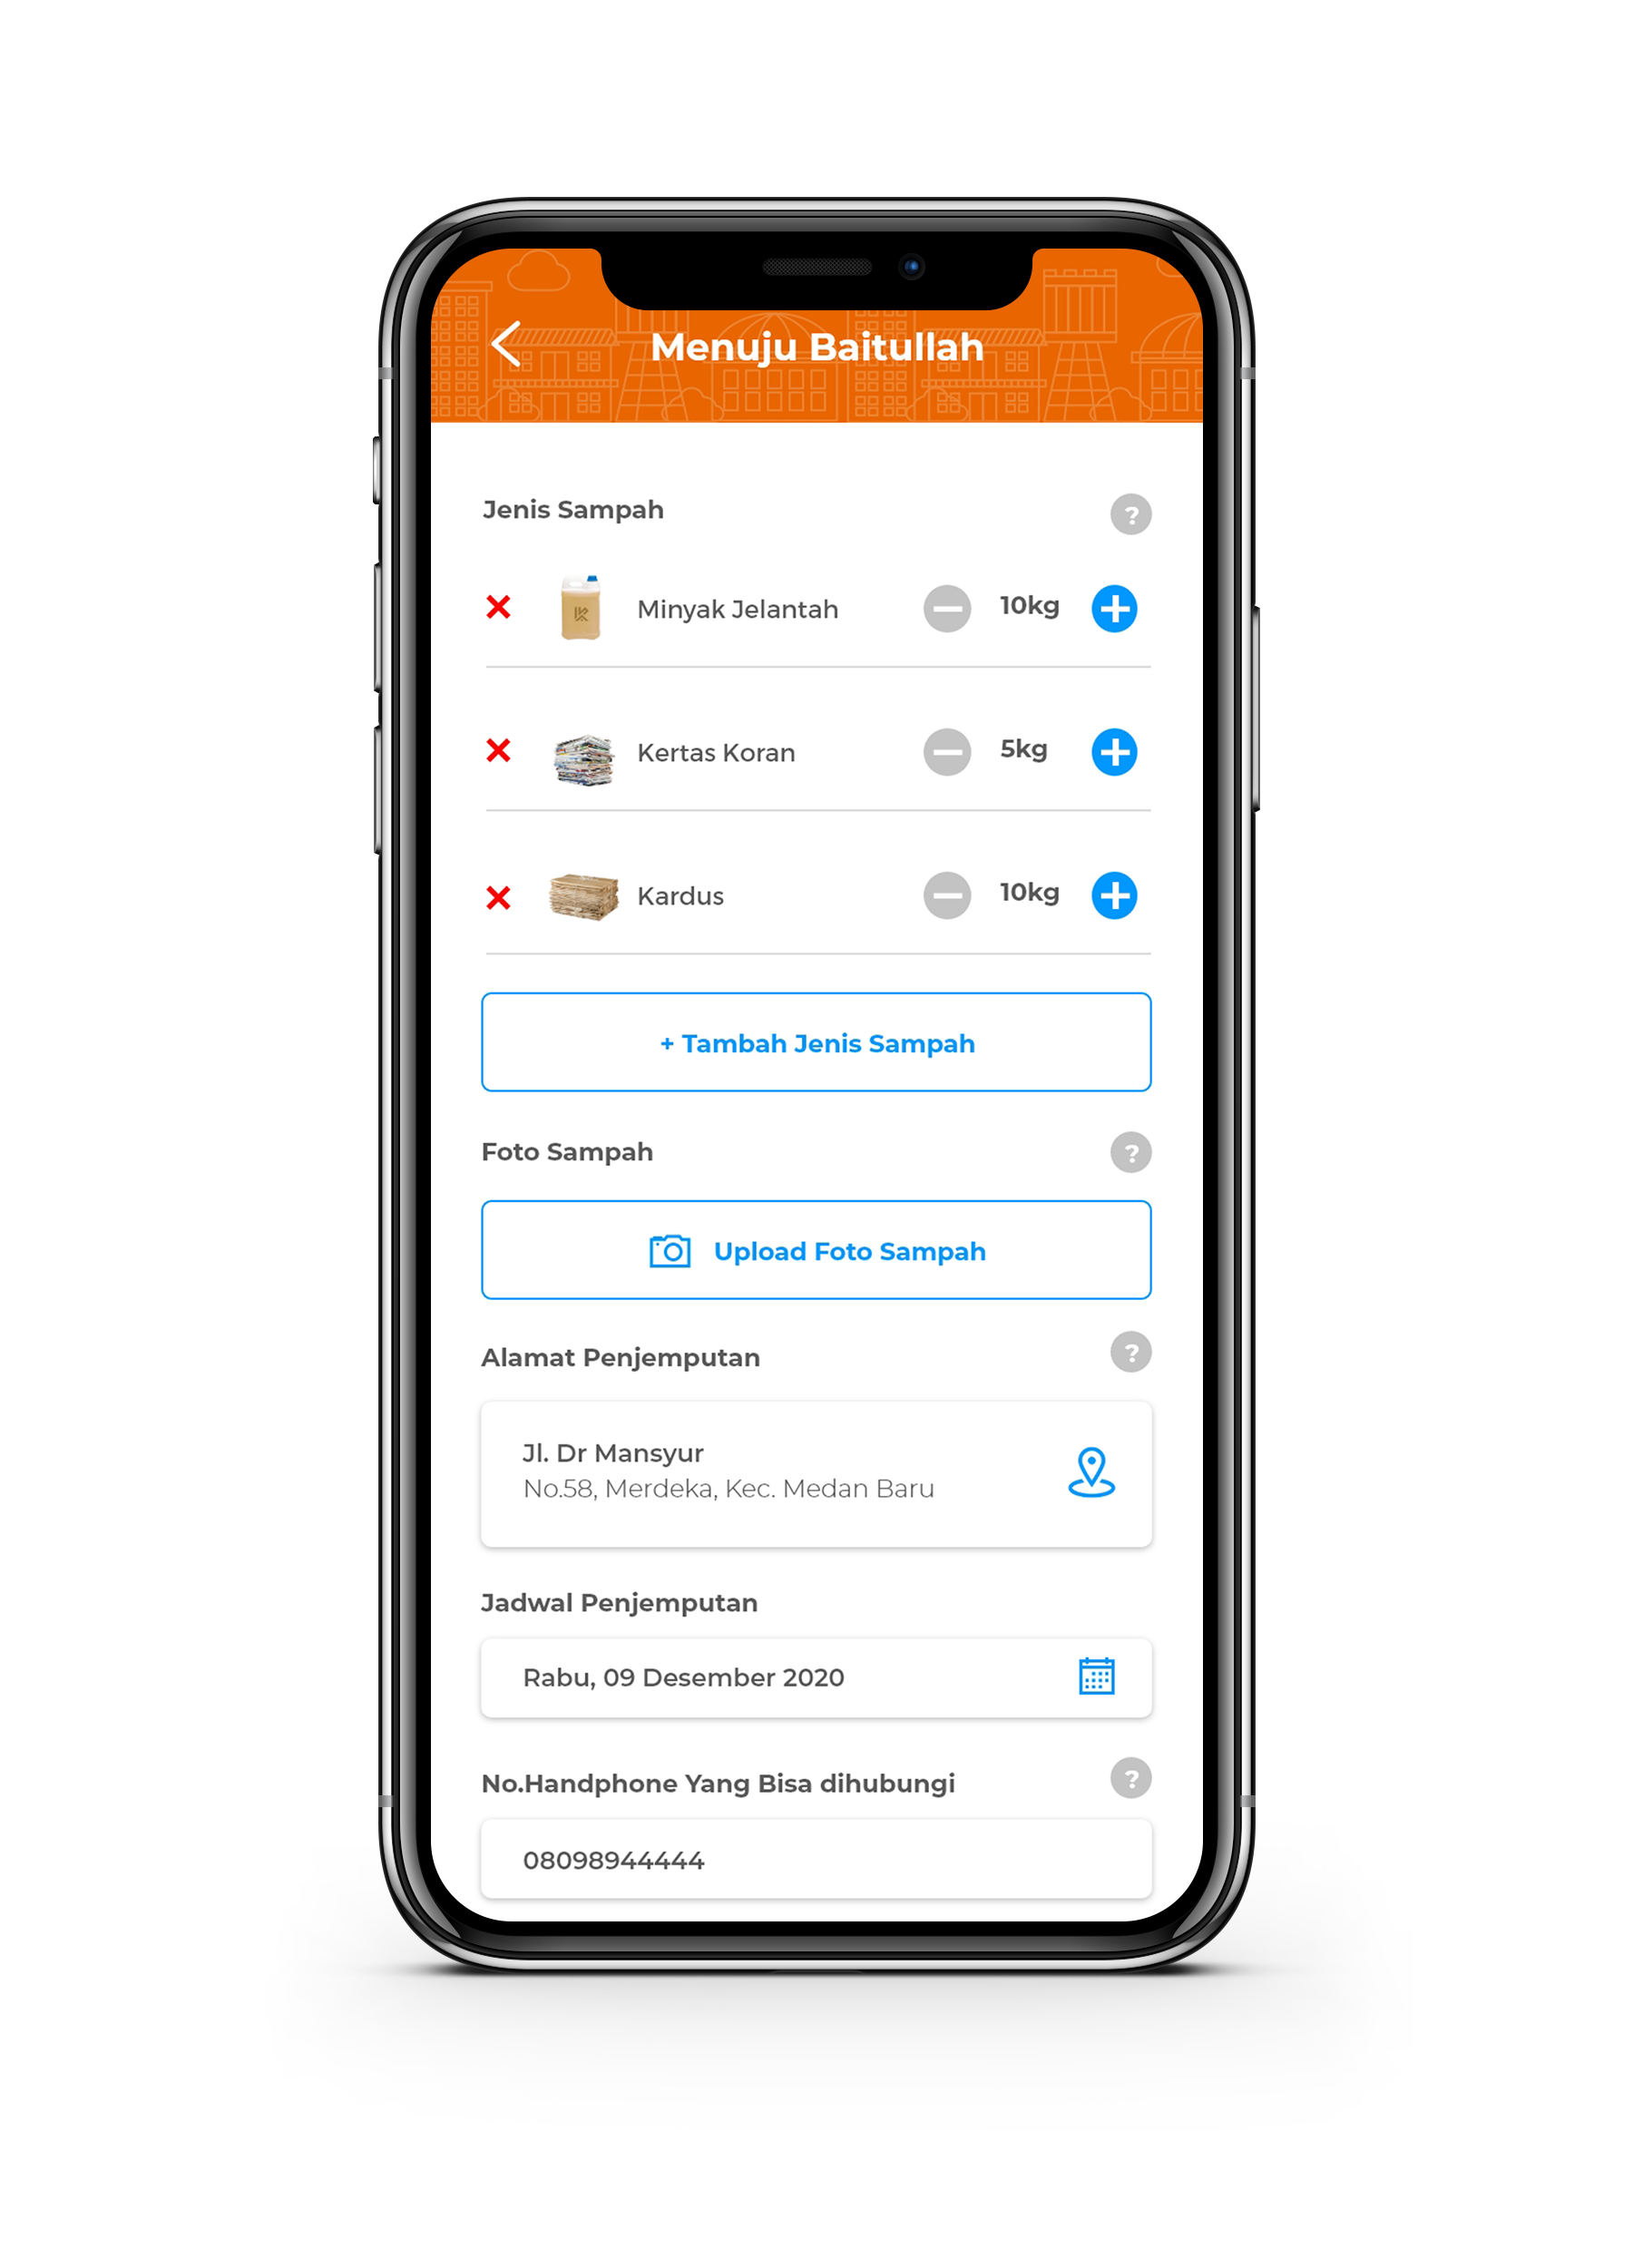 Menuju Baitullah
Jenis Sampah
?
Minyak Jelantah
10kg
Kertas Koran
5kg
Kardus
10kg
+ Tambah Jenis Sampah
Foto Sampah
?
Upload Foto Sampah
Alamat Penjemputan
?
Jl. Dr Mansyur
No.58, Merdeka, Kec. Medan Baru
Jadwal Penjemputan
Rabu, 09 Desember 2020
No.Handphone Yang Bisa dihubungi
?
08098944444